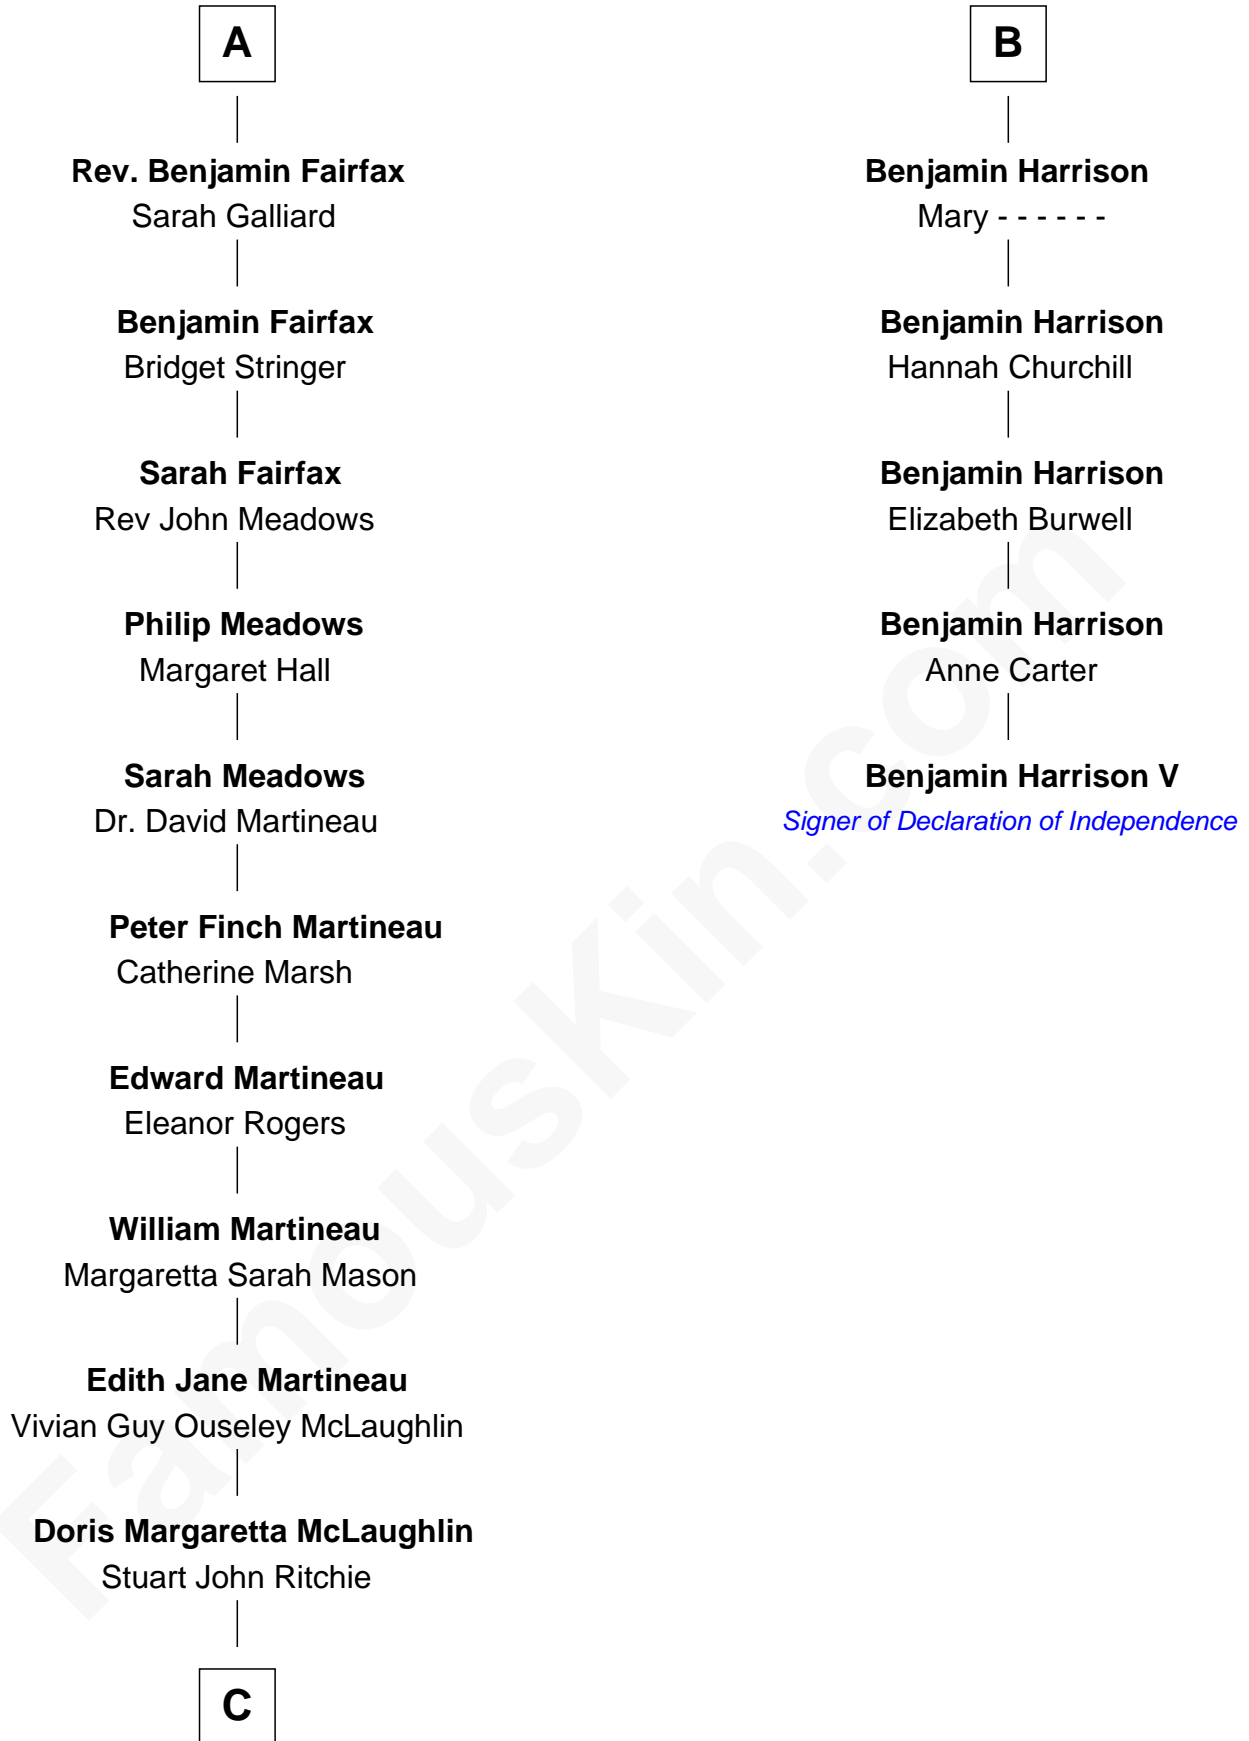 A
Rev. Benjamin Fairfax
Sarah Galliard
Benjamin Fairfax
Bridget Stringer
Sarah Fairfax
Rev John Meadows
Philip Meadows
Margaret Hall
Sarah Meadows
Dr. David Martineau
Peter Finch Martineau
Catherine Marsh
Edward Martineau
Eleanor Rogers
William Martineau
Margaretta Sarah Mason
Edith Jane Martineau
Vivian Guy Ouseley McLaughlin
Doris Margaretta McLaughlin
Stuart John Ritchie
C
B
Benjamin Harrison
Mary - - - - - -
Benjamin Harrison
Hannah Churchill
Benjamin Harrison
Elizabeth Burwell
Benjamin Harrison
Anne Carter
Benjamin Harrison V
Signer of Declaration of Independence
FamousKin.com